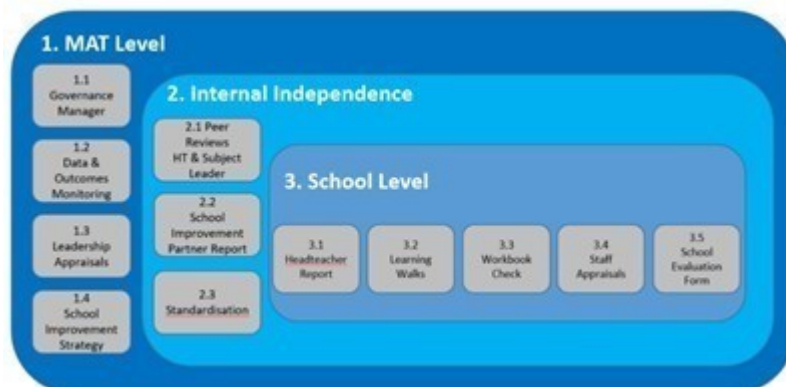 1. MAT Level
1.1
Governance
Manager
1.2
Data &
Outcomes
Monitoring
1.3
Leadership
Appraisals
1.4
School
Improvement
Strategy
2. Internal Independence
2.1 Peer
Reviews
HT & Subject
Leader
2.2
School
Improvement
Partner Report
2.3
Standardisation
3. School Level
3.1
Headteacher
Report
3.2
Learning
Walks
3.3
Workbook
Check
3.4
Staff
Appraisals
3.5
School
Evaluation
Form